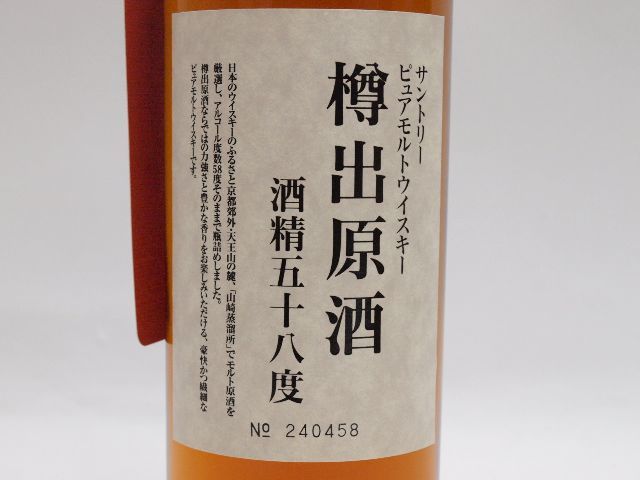 サントリー
ピュアモルトウイスキー
樽出原酒
酒精五十八度
日本のウイスキーのふるさと京都郊外・天王山の麓、「山崎蒸溜所」でモルト原酒を
厳選し、アルコール度数58度そのままで瓶詰めしました。
樽出原酒ならではの力強さと豊かな香りをお楽しみいただける、豪快かつ繊細な
ピュアモルトウイスキーです。
№ 240458